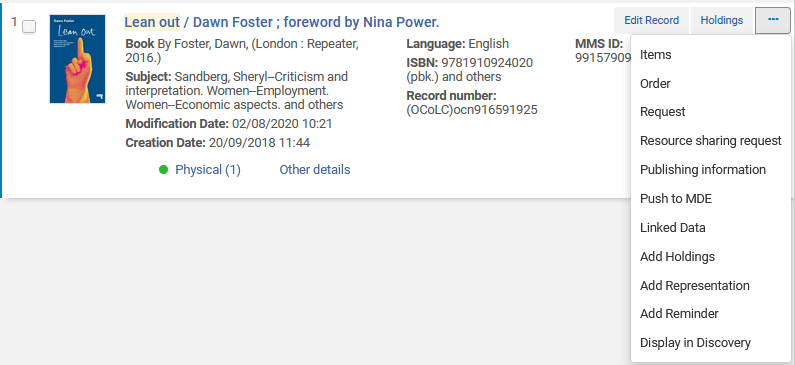 1
Dawn Foster
Lean out
Lean out / Dawn Foster ; foreword by Nina Power.
Book By Foster, Dawn, (London : Repeater,
2016.)
Subject: Sandberg, Sheryl--Criticism and
interpretation. Women--Employment.
Women--Economic aspects. and others
Modification Date: 02/08/2020 10:21
Creation Date: 20/09/2018 11:44
Physical (1)
Other details
Language: English
ISBN: 9781910924020
(pbk.) and others
Record number:
(OCoLC)ocn916591925
MMS ID:
99157909
Edit Record
Holdings
•••
Items
Order
Request
Resource sharing request
Publishing information
Push to MDE
Linked Data
Add Holdings
Add Representation
Add Reminder
Display in Discovery